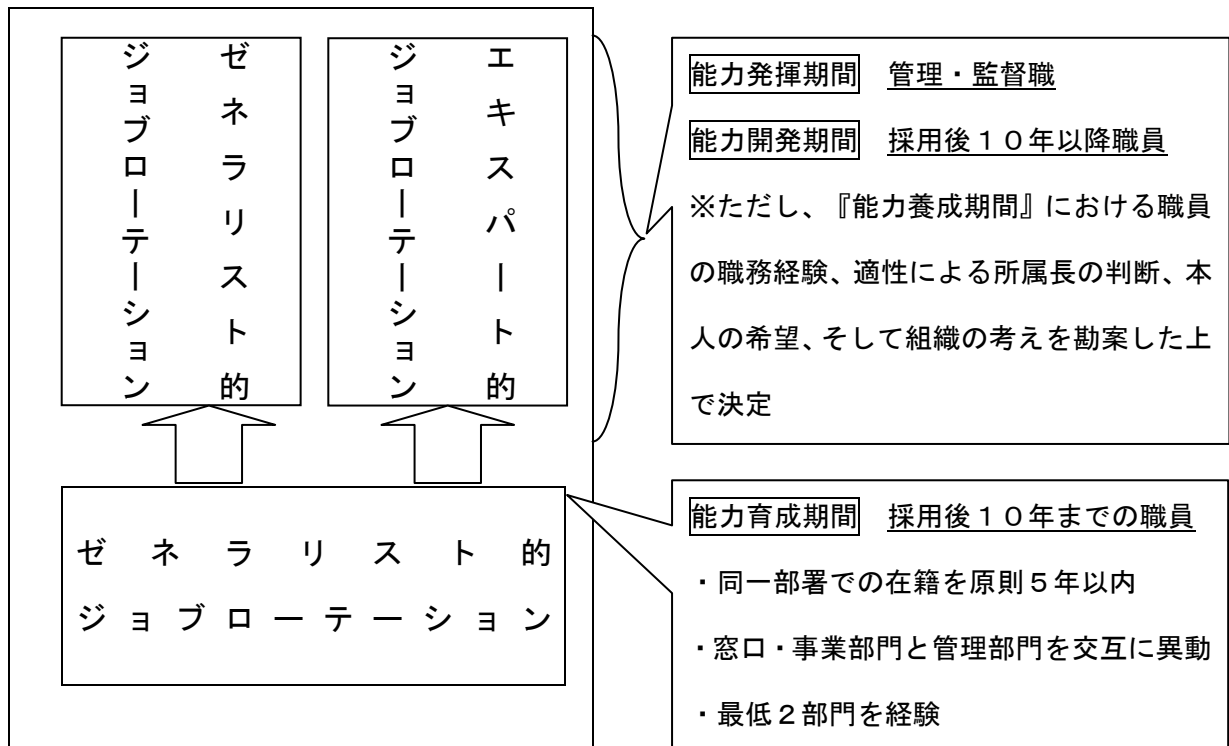 ゼネラリスト的
ジョブローテーション
エキスパート的
ジョブローテーション
能力発揮期間 管理・監督職
能力開発期間 採用後１０年以降職員
※ただし、『能力養成期間』における職員
の職務経験、適性による所属長の判断、本
人の希望、そして組織の考えを勘案した上
で決定
ゼネラリスト的
ジョブローテーション
能力育成期間 採用後１０年までの職員
・同一部署での在籍を原則５年以内
・窓口・事業部門と管理部門を交互に異動
・最低２部門を経験